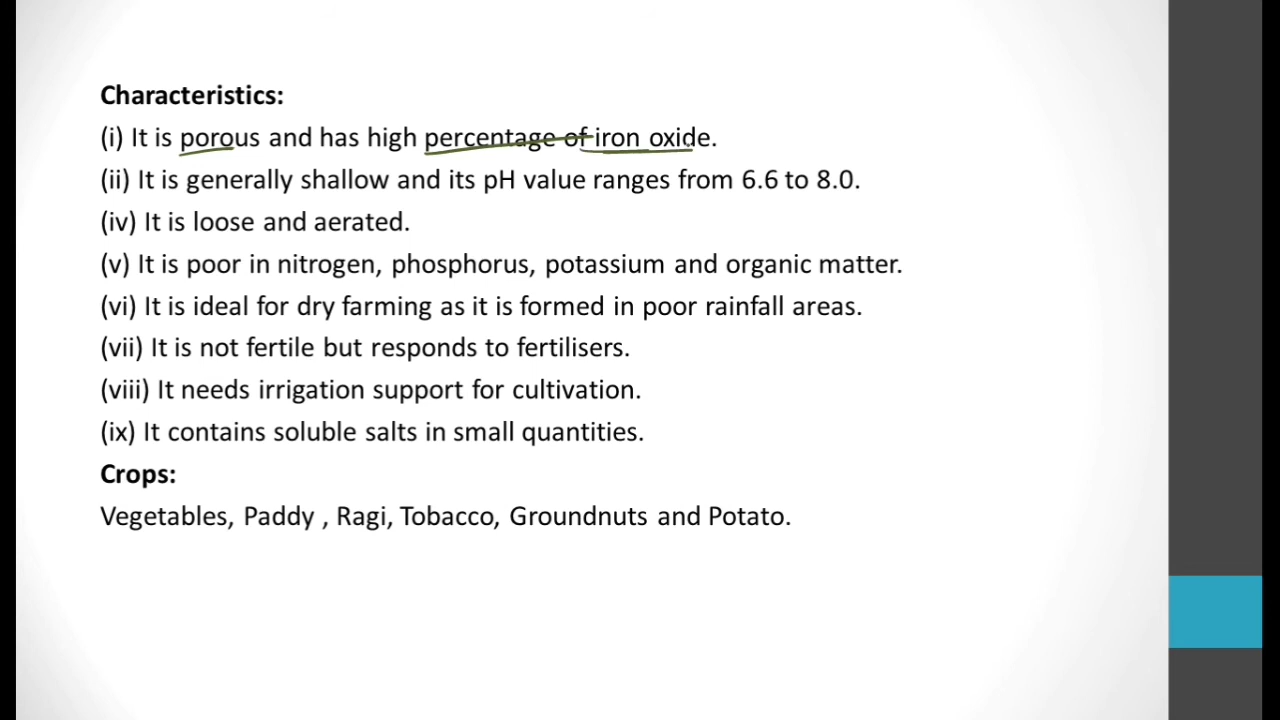 Characteristics:
(i) It is porous and has high percentage of iron oxide.
(ii) It is generally shallow and its pH value ranges from 6.6 to 8.0.
(iv) It is loose and aerated.
(v) It is poor in nitrogen, phosphorus, potassium and organic matter.
(vi) It is ideal for dry farming as it is formed in poor rainfall areas.
(vii) It is not fertile but responds to fertilisers.
(viii) It needs irrigation support for cultivation.
(ix) It contains soluble salts in small quantities.
Crops:
Vegetables, Paddy , Ragi, Tobacco, Groundnuts and Potato.